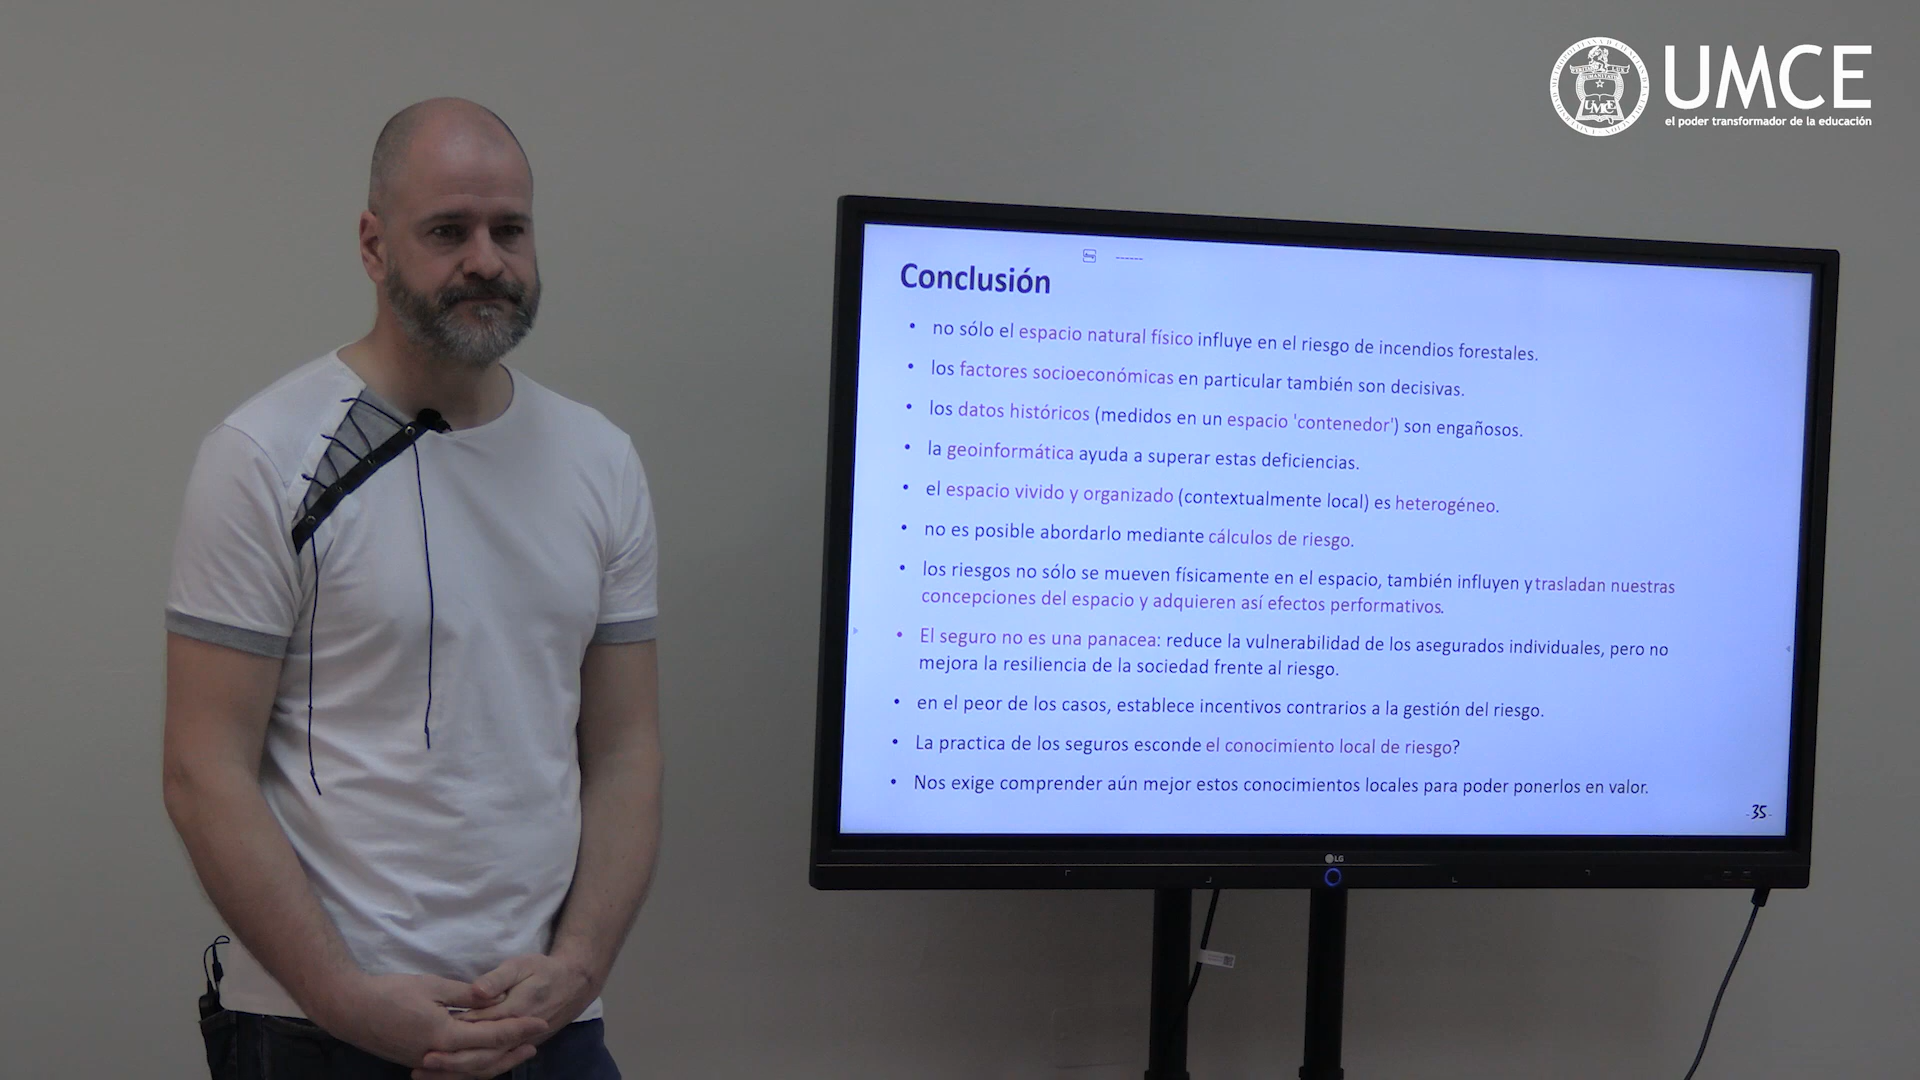 UMCE
el poder transformador de la educación
UMCE
Conclusión
• no sólo el espacio natural físico influye en el riesgo de incendios forestales.
• los factores socioeconómicas en particular también son decisivas.
• los datos históricos (medidos en un espacio 'contenedor') son engañosos.
• la geoinformática ayuda a superar estas deficiencias.
• el espacio vivido y organizado (contextualmente local) es heterogéneo.
• no es posible abordarlo mediante cálculos de riesgo.
• los riesgos no sólo se mueven físicamente en el espacio, también influyen y trasladan nuestras
concepciones del espacio y adquieren así efectos performativos.
• El seguro no es una panacea: reduce la vulnerabilidad de los asegurados individuales, pero no
mejora la resiliencia de la sociedad frente al riesgo.
• en el peor de los casos, establece incentivos contrarios a la gestión del riesgo.
• La practica de los seguros esconde el conocimiento local de riesgo?
• Nos exige comprender aún mejor estos conocimientos locales para poder ponerlos en valor.
- 35 -
LG